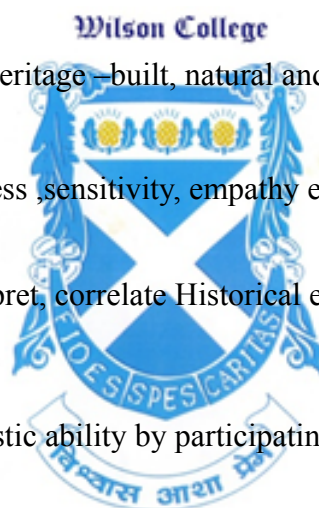 Wilson College
eritage –built, natural and
ess ,sensitivity, empathy e
pret, correlate Historical e
FIDES SPES CARITAS
stic ability by participatin
विश्वास आशा प्रेम